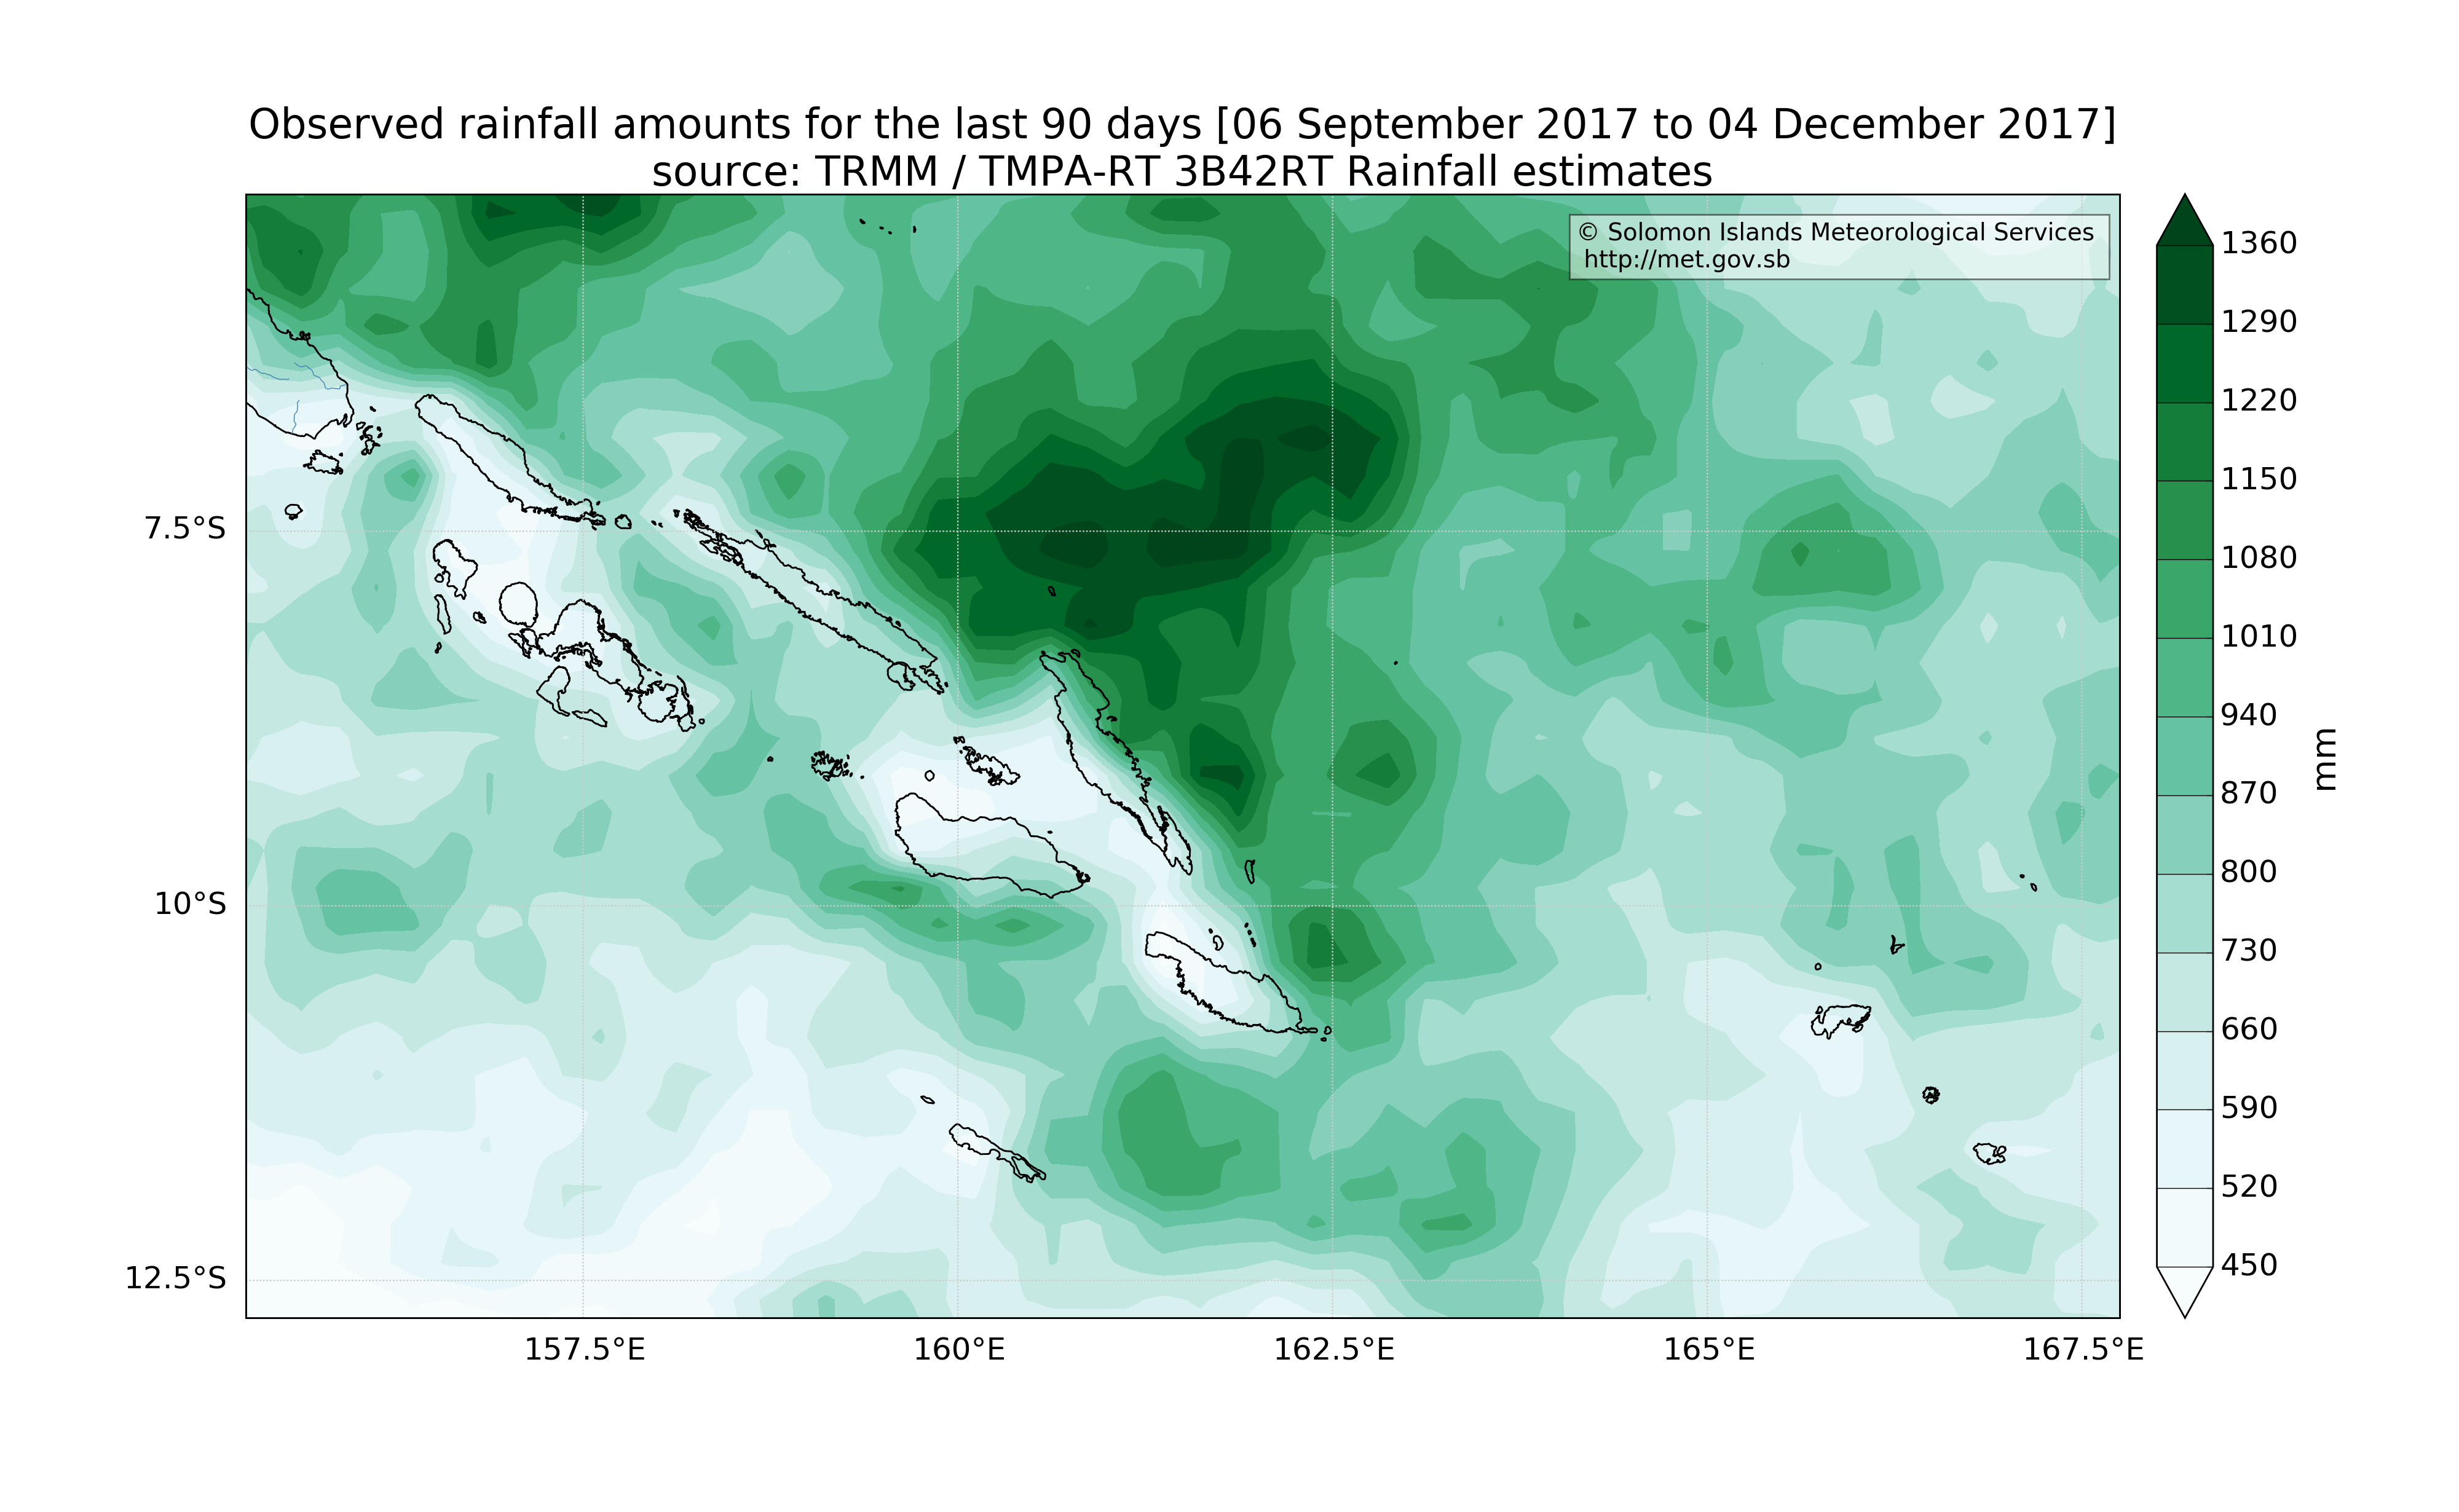 Observed rainfall amounts for the last 90 days [06 September 2017 to 04 December 2017]
source: TRMM / TMPA-RT 3B42RT Rainfall estimates
© Solomon Islands Meteorological Services
http://met.gov.sb
7.5°S
10°S
12.5°S
157.5°E
160°E
162.5°E
165°E
167.5°E
1360
1290
1220
1150
1080
1010
940
870
800
730
660
590
520
450
mm